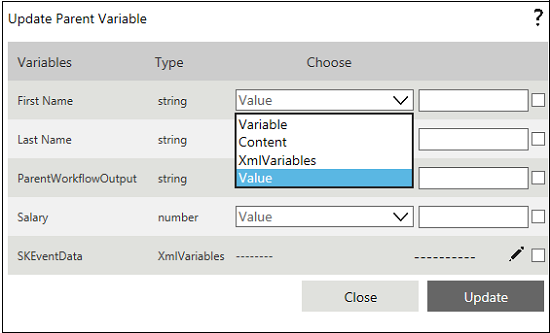 Update Parent Variable ?
Variables Type Choose
First Name string Value
Variable
Last Name string Content
XmlVariables
ParentWorkflowOutput string Value
Salary number Value
SKEventData XmlVariables -------- ----------
Close Update